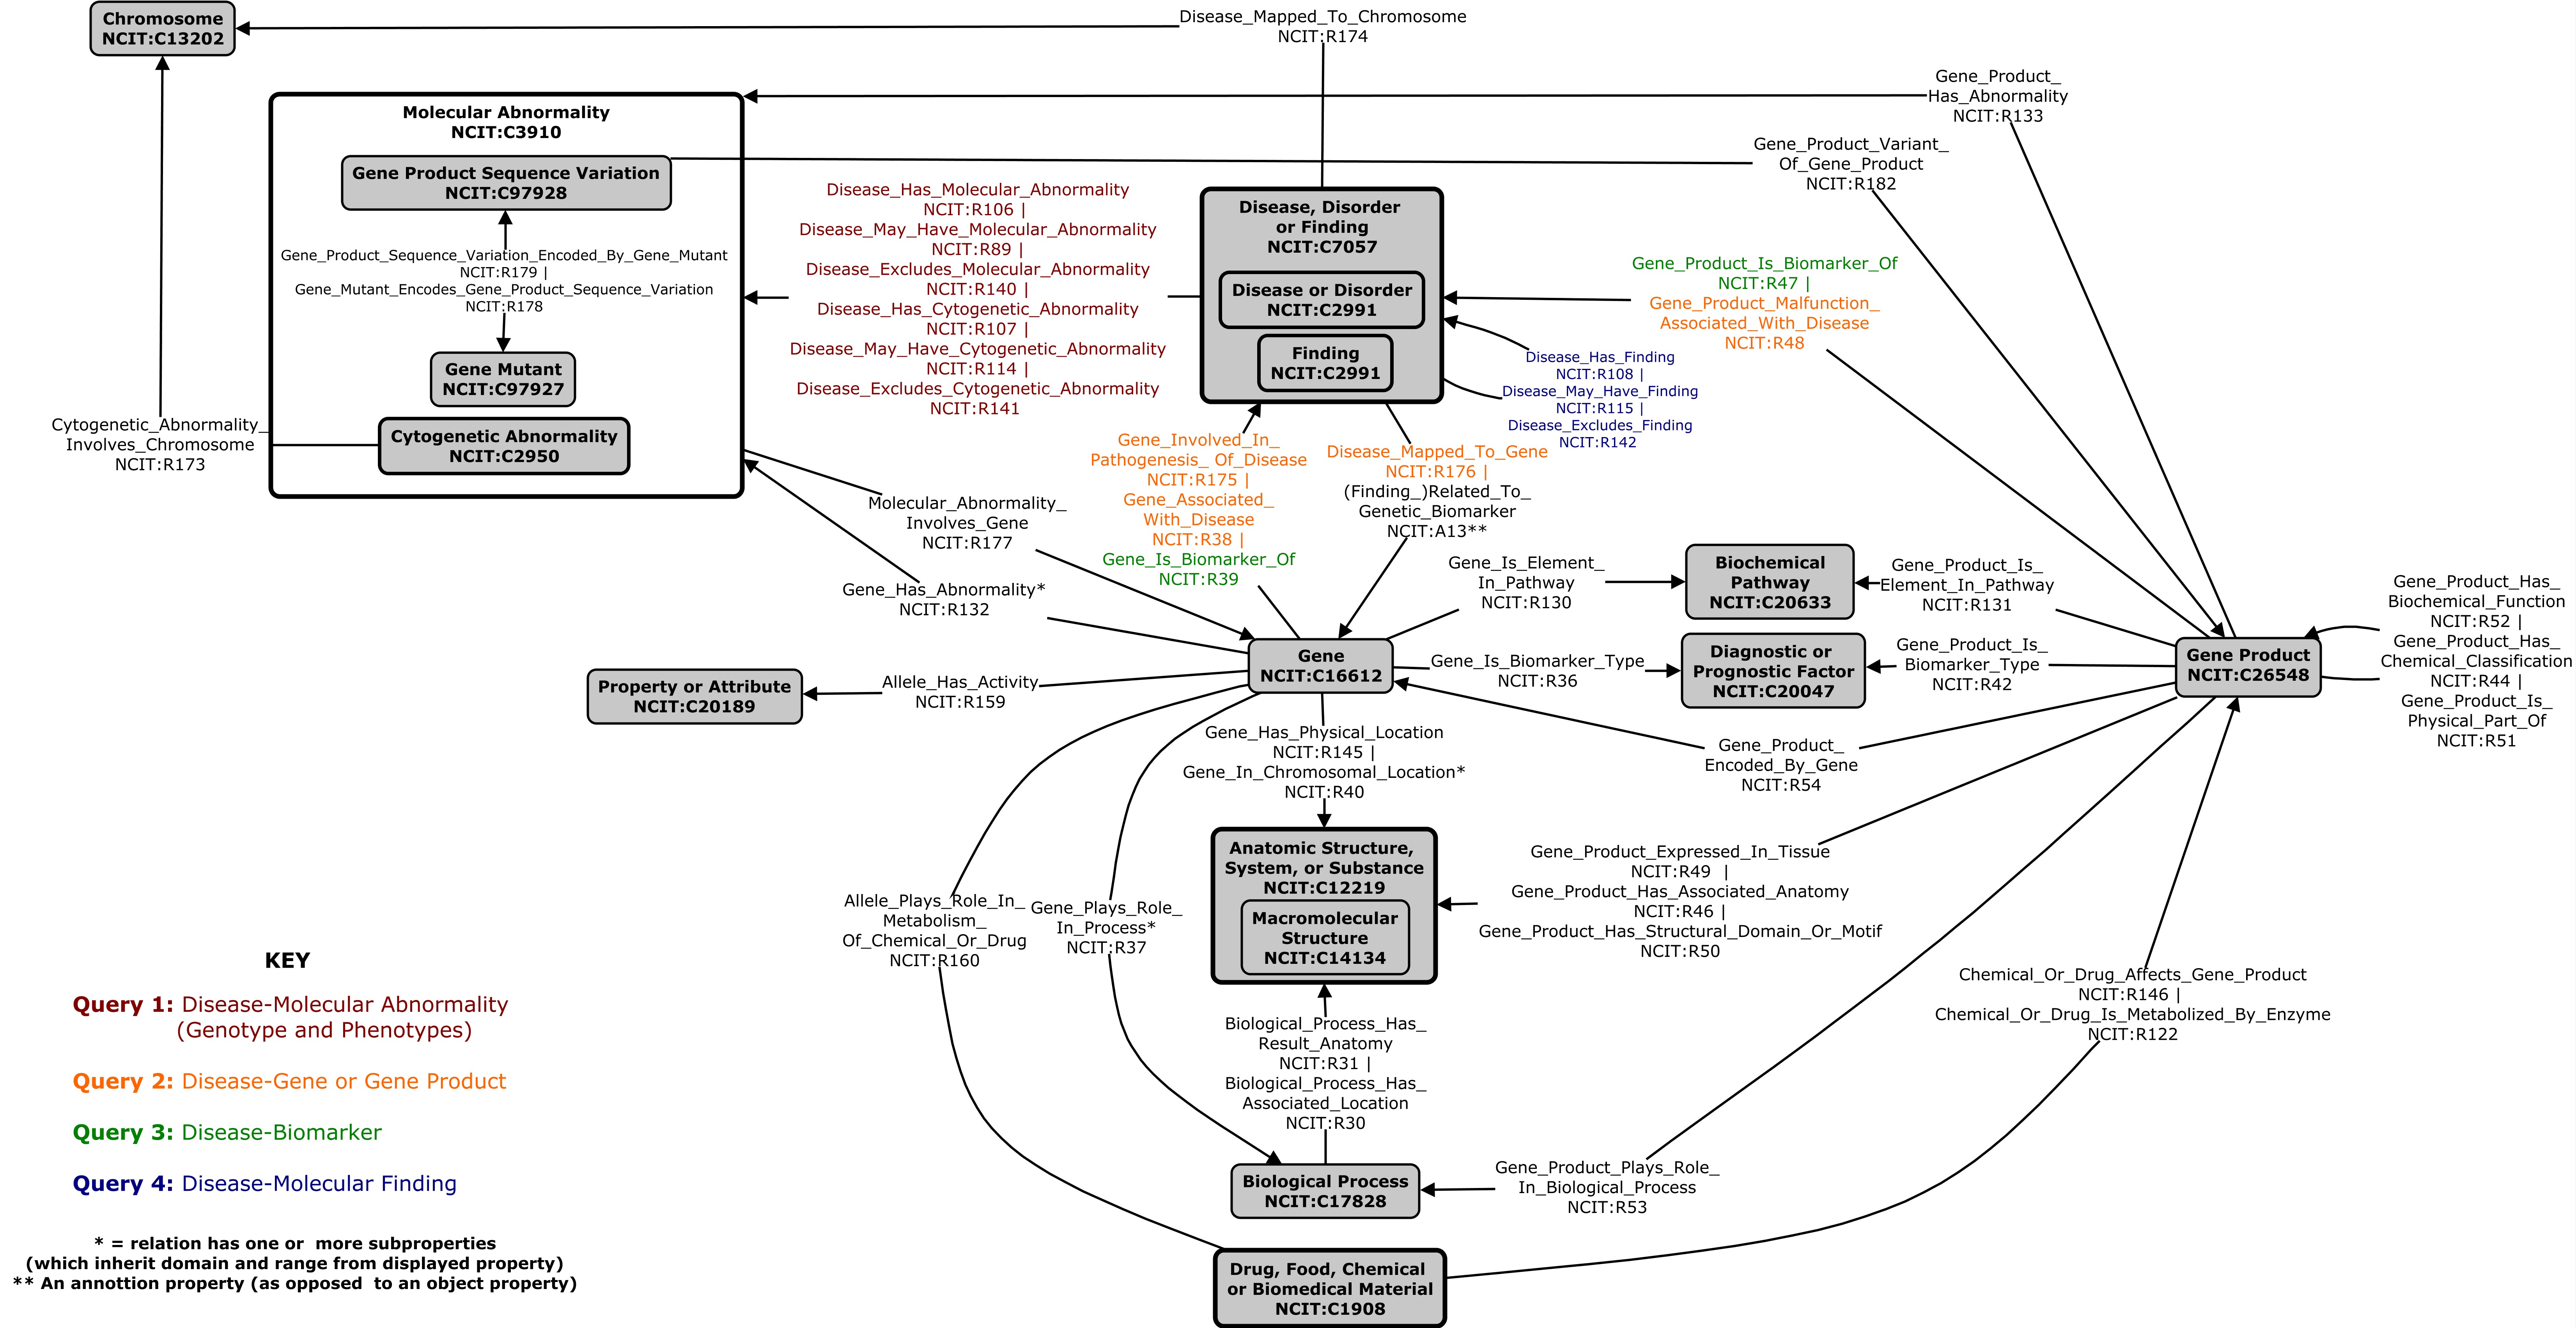 Chromosome
NCIT:C13202
Disease_Mapped_To_Chromosome
NCIT:R174
Gene_Product_
Has_Abnormality
NCIT:R133
Molecular Abnormality
NCIT:C3910
Gene Product Sequence Variation
NCIT:C97928
Gene_Product_Sequence_Variation_Encoded_By_Gene_Mutant
NCIT:R179 |
Gene_Mutant_Encodes_Gene_Product_Sequence_Variation
NCIT:R178
Gene Mutant
NCIT:C97927
Cytogenetic Abnormality
NCIT:C2950
Cytogenetic_Abnormality_
Involves_Chromosome
NCIT:R173
Disease_Has_Molecular_Abnormality
NCIT:R106 |
Disease_May_Have_Molecular_Abnormality
NCIT:R89 |
Disease_Excludes_Molecular_Abnormality
NCIT:R140 |
Disease_Has_Cytogenetic_Abnormality
NCIT:R107 |
Disease_May_Have_Cytogenetic_Abnormality
NCIT:R114 |
Disease_Excludes_Cytogenetic_Abnormality
NCIT:R141
Disease, Disorder
or Finding
NCIT:C7057
Disease or Disorder
NCIT:C2991
Finding
NCIT:C2991
Gene_Product_Variant_
Of_Gene_Product
NCIT:R182
Gene_Product_Is_Biomarker_Of
NCIT:R47 |
Gene_Product_Malfunction_
Associated_With_Disease
NCIT:R48
Disease_Has_Finding
NCIT:R108 |
Disease_May_Have_Finding
NCIT:R115 |
Disease_Excludes_Finding
NCIT:R142
Gene_Involved_In_
Pathogenesis_ Of_Disease
NCIT:R175 |
Gene_Associated_
With_Disease
NCIT:R38 |
Gene_Is_Biomarker_Of
NCIT:R39
Disease_Mapped_To_Gene
NCIT:R176 |
(Finding_)Related_To_
Genetic_Biomarker
NCIT:A13**
Molecular_Abnormality_
Involves_Gene
NCIT:R177
Gene_Has_Abnormality*
NCIT:R132
Gene_Is_Element_
In_Pathway
NCIT:R130
Biochemical
Pathway
NCIT:C20633
Gene_Product_Is_
Element_In_Pathway
NCIT:R131
Gene_Product_Has_
Biochemical_Function
NCIT:R52 |
Gene_Product_Has_
Chemical_Classification
NCIT:R44 |
Gene_Product_Is_
Physical_Part_Of
NCIT:R51
Gene
NCIT:C16612
Gene_Is_Biomarker_Type
NCIT:R36
Diagnostic or
Prognostic Factor
NCIT:C20047
Gene_Product_Is_
Biomarker_Type
NCIT:R42
Gene Product
NCIT:C26548
Property or Attribute
NCIT:C20189
Allele_Has_Activity
NCIT:R159
Gene_Has_Physical_Location
NCIT:R145 |
Gene_In_Chromosomal_Location*
NCIT:R40
Gene_Product_
Encoded_By_Gene
NCIT:R54
Anatomic Structure,
System, or Substance
NCIT:C12219
Macromolecular
Structure
NCIT:C14134
Gene_Product_Expressed_In_Tissue
NCIT:R49 |
Gene_Product_Has_Associated_Anatomy
NCIT:R46 |
Gene_Product_Has_Structural_Domain_Or_Motif
NCIT:R50
Allele_Plays_Role_In_
Metabolism_
Of_Chemical_Or_Drug
NCIT:R160
Gene_Plays_Role_
In_Process*
NCIT:R37
Chemical_Or_Drug_Affects_Gene_Product
NCIT:R146 |
Chemical_Or_Drug_Is_Metabolized_By_Enzyme
NCIT:R122
Biological_Process_Has_
Result_Anatomy
NCIT:R31 |
Biological_Process_Has_
Associated_Location
NCIT:R30
Biological Process
NCIT:C17828
Gene_Product_Plays_Role_
In_Biological_Process
NCIT:R53
Drug, Food, Chemical
or Biomedical Material
NCIT:C1908
KEY
Query 1: Disease-Molecular Abnormality
(Genotype and Phenotypes)
Query 2: Disease-Gene or Gene Product
Query 3: Disease-Biomarker
Query 4: Disease-Molecular Finding
* = relation has one or more subproperties
(which inherit domain and range from displayed property)
** An annottion property (as opposed to an object property)